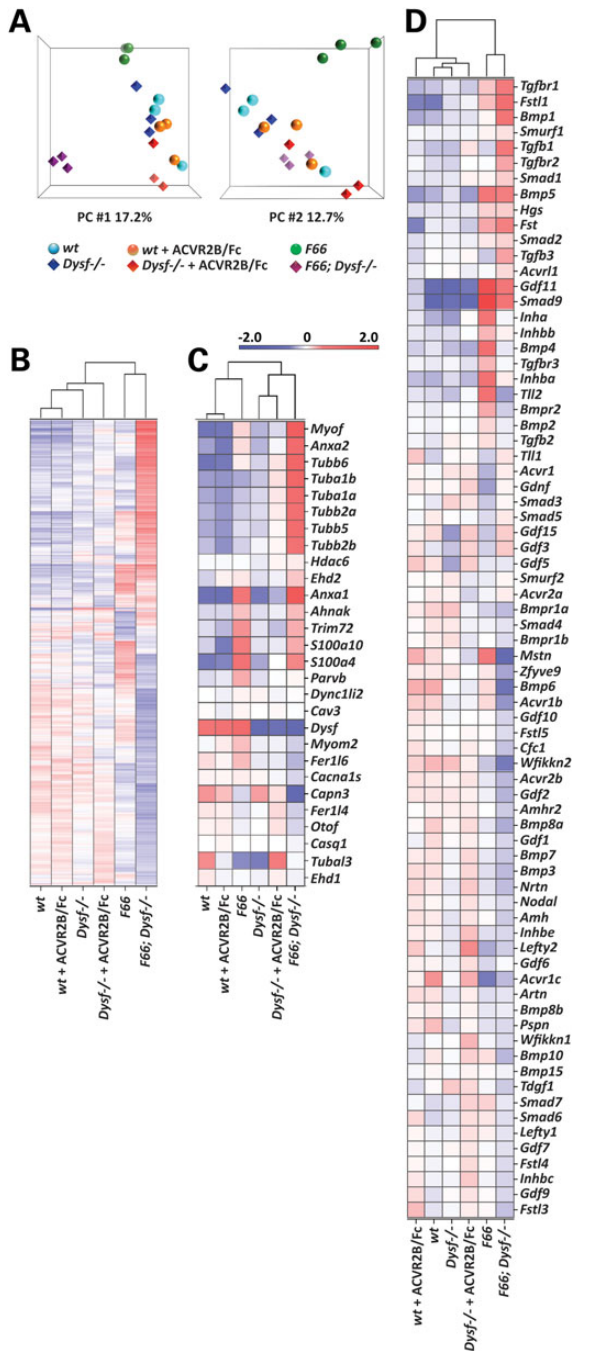 A
PC #1 17.2%
PC #2 12.7%
wt
wt + ACVR2B/Fc
F66
Dysf-/-
Dysf-/- + ACVR2B/Fc
F66; Dysf-/-
B
wt
wt + ACVR2B/Fc
Dysf-/-
Dysf-/- + ACVR2B/Fc
F66
F66; Dysf-/-
C
-2.0
0
2.0
Myof
Anxa2
Tubb6
Tuba1b
Tuba1a
Tubb2a
Tubb5
Tubb2b
Hdac6
Ehd2
Anxa1
Ahnak
Trim72
S100a10
S100a4
Parvb
Dync1li2
Cav3
Dysf
Myom2
Fer1l6
Cacna1s
Capn3
Fer1l4
Otof
Casq1
Tubal3
Ehd1
wt
wt + ACVR2B/Fc
F66
Dysf-/-
Dysf-/- + ACVR2B/Fc
F66; Dysf-/-
D
Tgfbr1
Fstl1
Bmp1
Smurf1
Tgfb1
Tgfbr2
Smad1
Bmp5
Hgs
Fst
Smad2
Tgfb3
Acvrl1
Gdf11
Smad9
Inha
Inhbb
Bmp4
Tgfbr3
Inhba
Tll2
Bmpr2
Bmp2
Tgfb2
Tll1
Acvr1
Gdnf
Smad3
Smad5
Gdf15
Gdf3
Gdf5
Smurf2
Acvr2a
Bmpr1a
Smad4
Bmpr1b
Mstn
Zfyve9
Bmp6
Acvr1b
Gdf10
Fstl5
Cfc1
Wfikkn2
Acvr2b
Gdf2
Amhr2
Bmp8a
Gdf1
Bmp7
Bmp3
Nrtn
Nodal
Amh
Inhbe
Lefty2
Gdf6
Acvr1c
Artn
Bmp8b
Pspn
Wfikkn1
Bmp10
Bmp15
Tdgf1
Smad7
Smad6
Lefty1
Gdf7
Fstl4
Inhbc
Gdf9
Fstl3
wt + ACVR2B/Fc
wt
Dysf-/-
Dysf-/- + ACVR2B/Fc
F66
F66; Dysf-/-